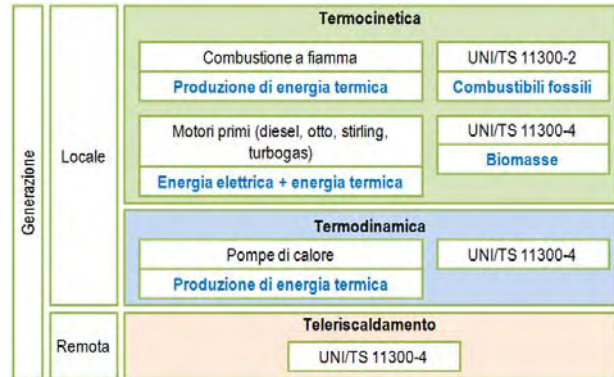 Generazione
Locale
Termocinetica
Combustione a fiamma
Produzione di energia termica
UNI/TS 11300-2
Combustibili fossili
Motori primi (diesel, otto, stirling,
turbogas)
Energia elettrica + energia termica
UNI/TS 11300-4
Biomasse
Termodinamica
Pompe di calore
Produzione di energia termica
UNI/TS 11300-4
Remota
Teleriscaldamento
UNI/TS 11300-4